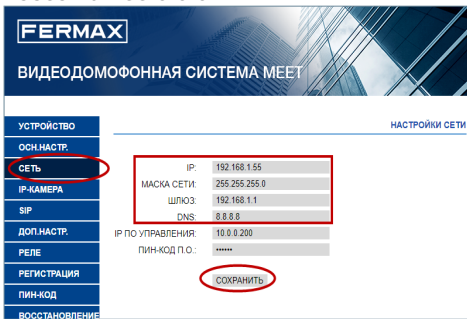 FERMAX
ВИДЕОДОМОФОННАЯ СИСТЕМА MEET
УСТРОЙСТВО
НАСТРОЙКИ СЕТИ
ОСН.НАСТР.
СЕТЬ
IP: 192.168.1.55
IP-КАМЕРА
МАСКА СЕТИ: 255.255.255.0
ШЛЮЗ: 192.168.1.1
SIP
DNS: 8.8.8.8
ДОП.НАСТР.
IP ПО УПРАВЛЕНИЯ: 10.0.0.200
РЕЛЕ
ПИН-КОД П.О.: ••••••
РЕГИСТРАЦИЯ
СОХРАНИТЬ
ПИН-КОД
ВОССТАНОВЛЕНИЕ